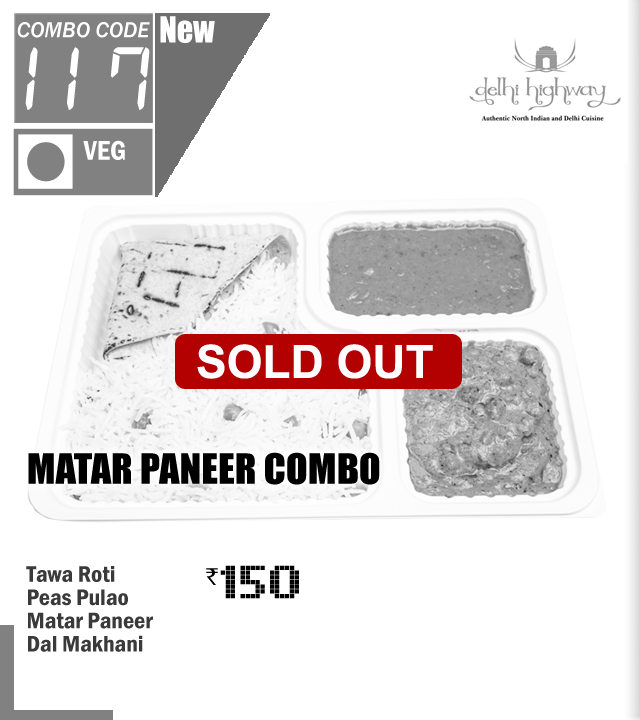 COMBO CODE
117
New
VEG
delhi highway
Authentic North Indian and Delhi Cuisine
SOLD OUT
MATAR PANEER COMBO
Tawa Roti
Peas Pulao
Matar Paneer
Dal Makhani
₹150